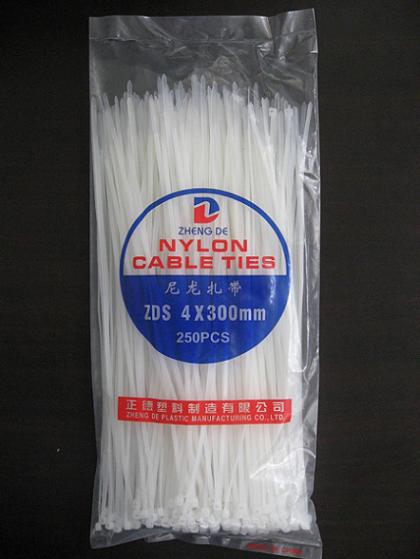 ZHENG DE
NYLON
CABLE TIES
尼龙扎带
ZDS 4X300mm
250PCS
正德塑料制造有限公司
ZHENG DE PLASTIC MANUFACTURING CO.,LTD.